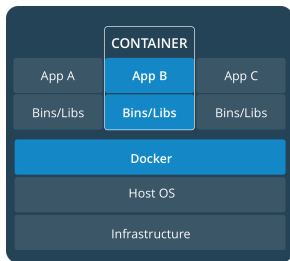 CONTAINER
App A App B App C
Bins/Libs Bins/Libs Bins/Libs
Docker
Host OS
Infrastructure